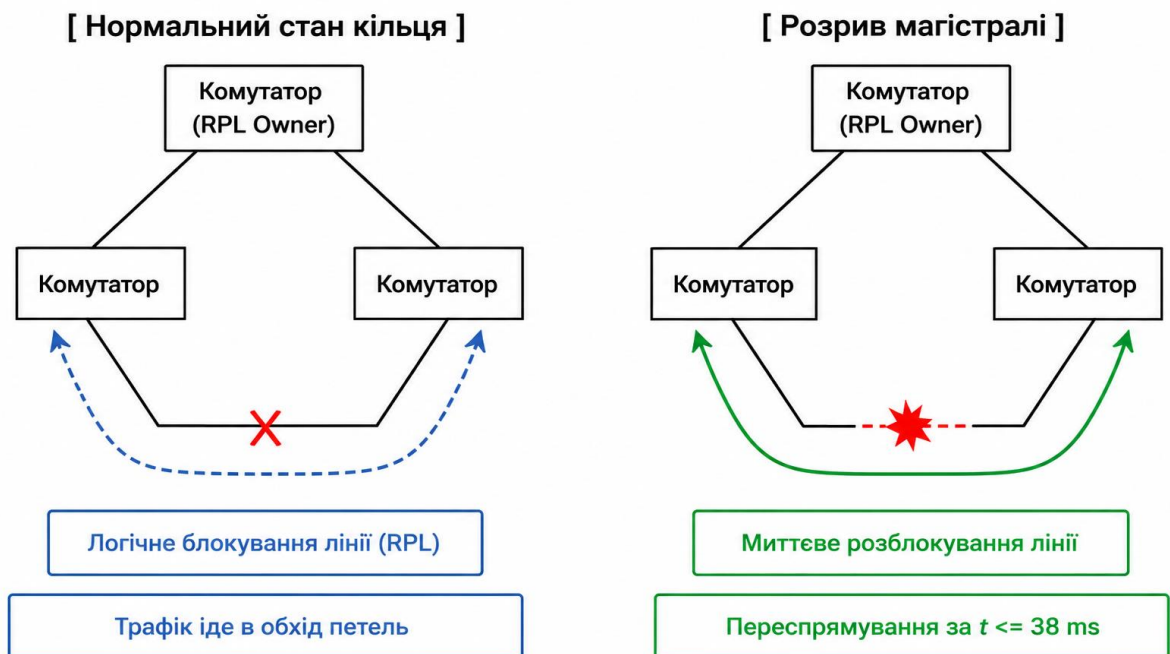 [ Нормальний стан кільця ]
Комутатор
(RPL Owner)
Комутатор
Комутатор
Логічне блокування лінії (RPL)
Трафік іде в обхід петель
[ Розрив магістралі ]
Комутатор
(RPL Owner)
Комутатор
Комутатор
Миттєве розблокування лінії
Переспрямування за t <= 38 ms